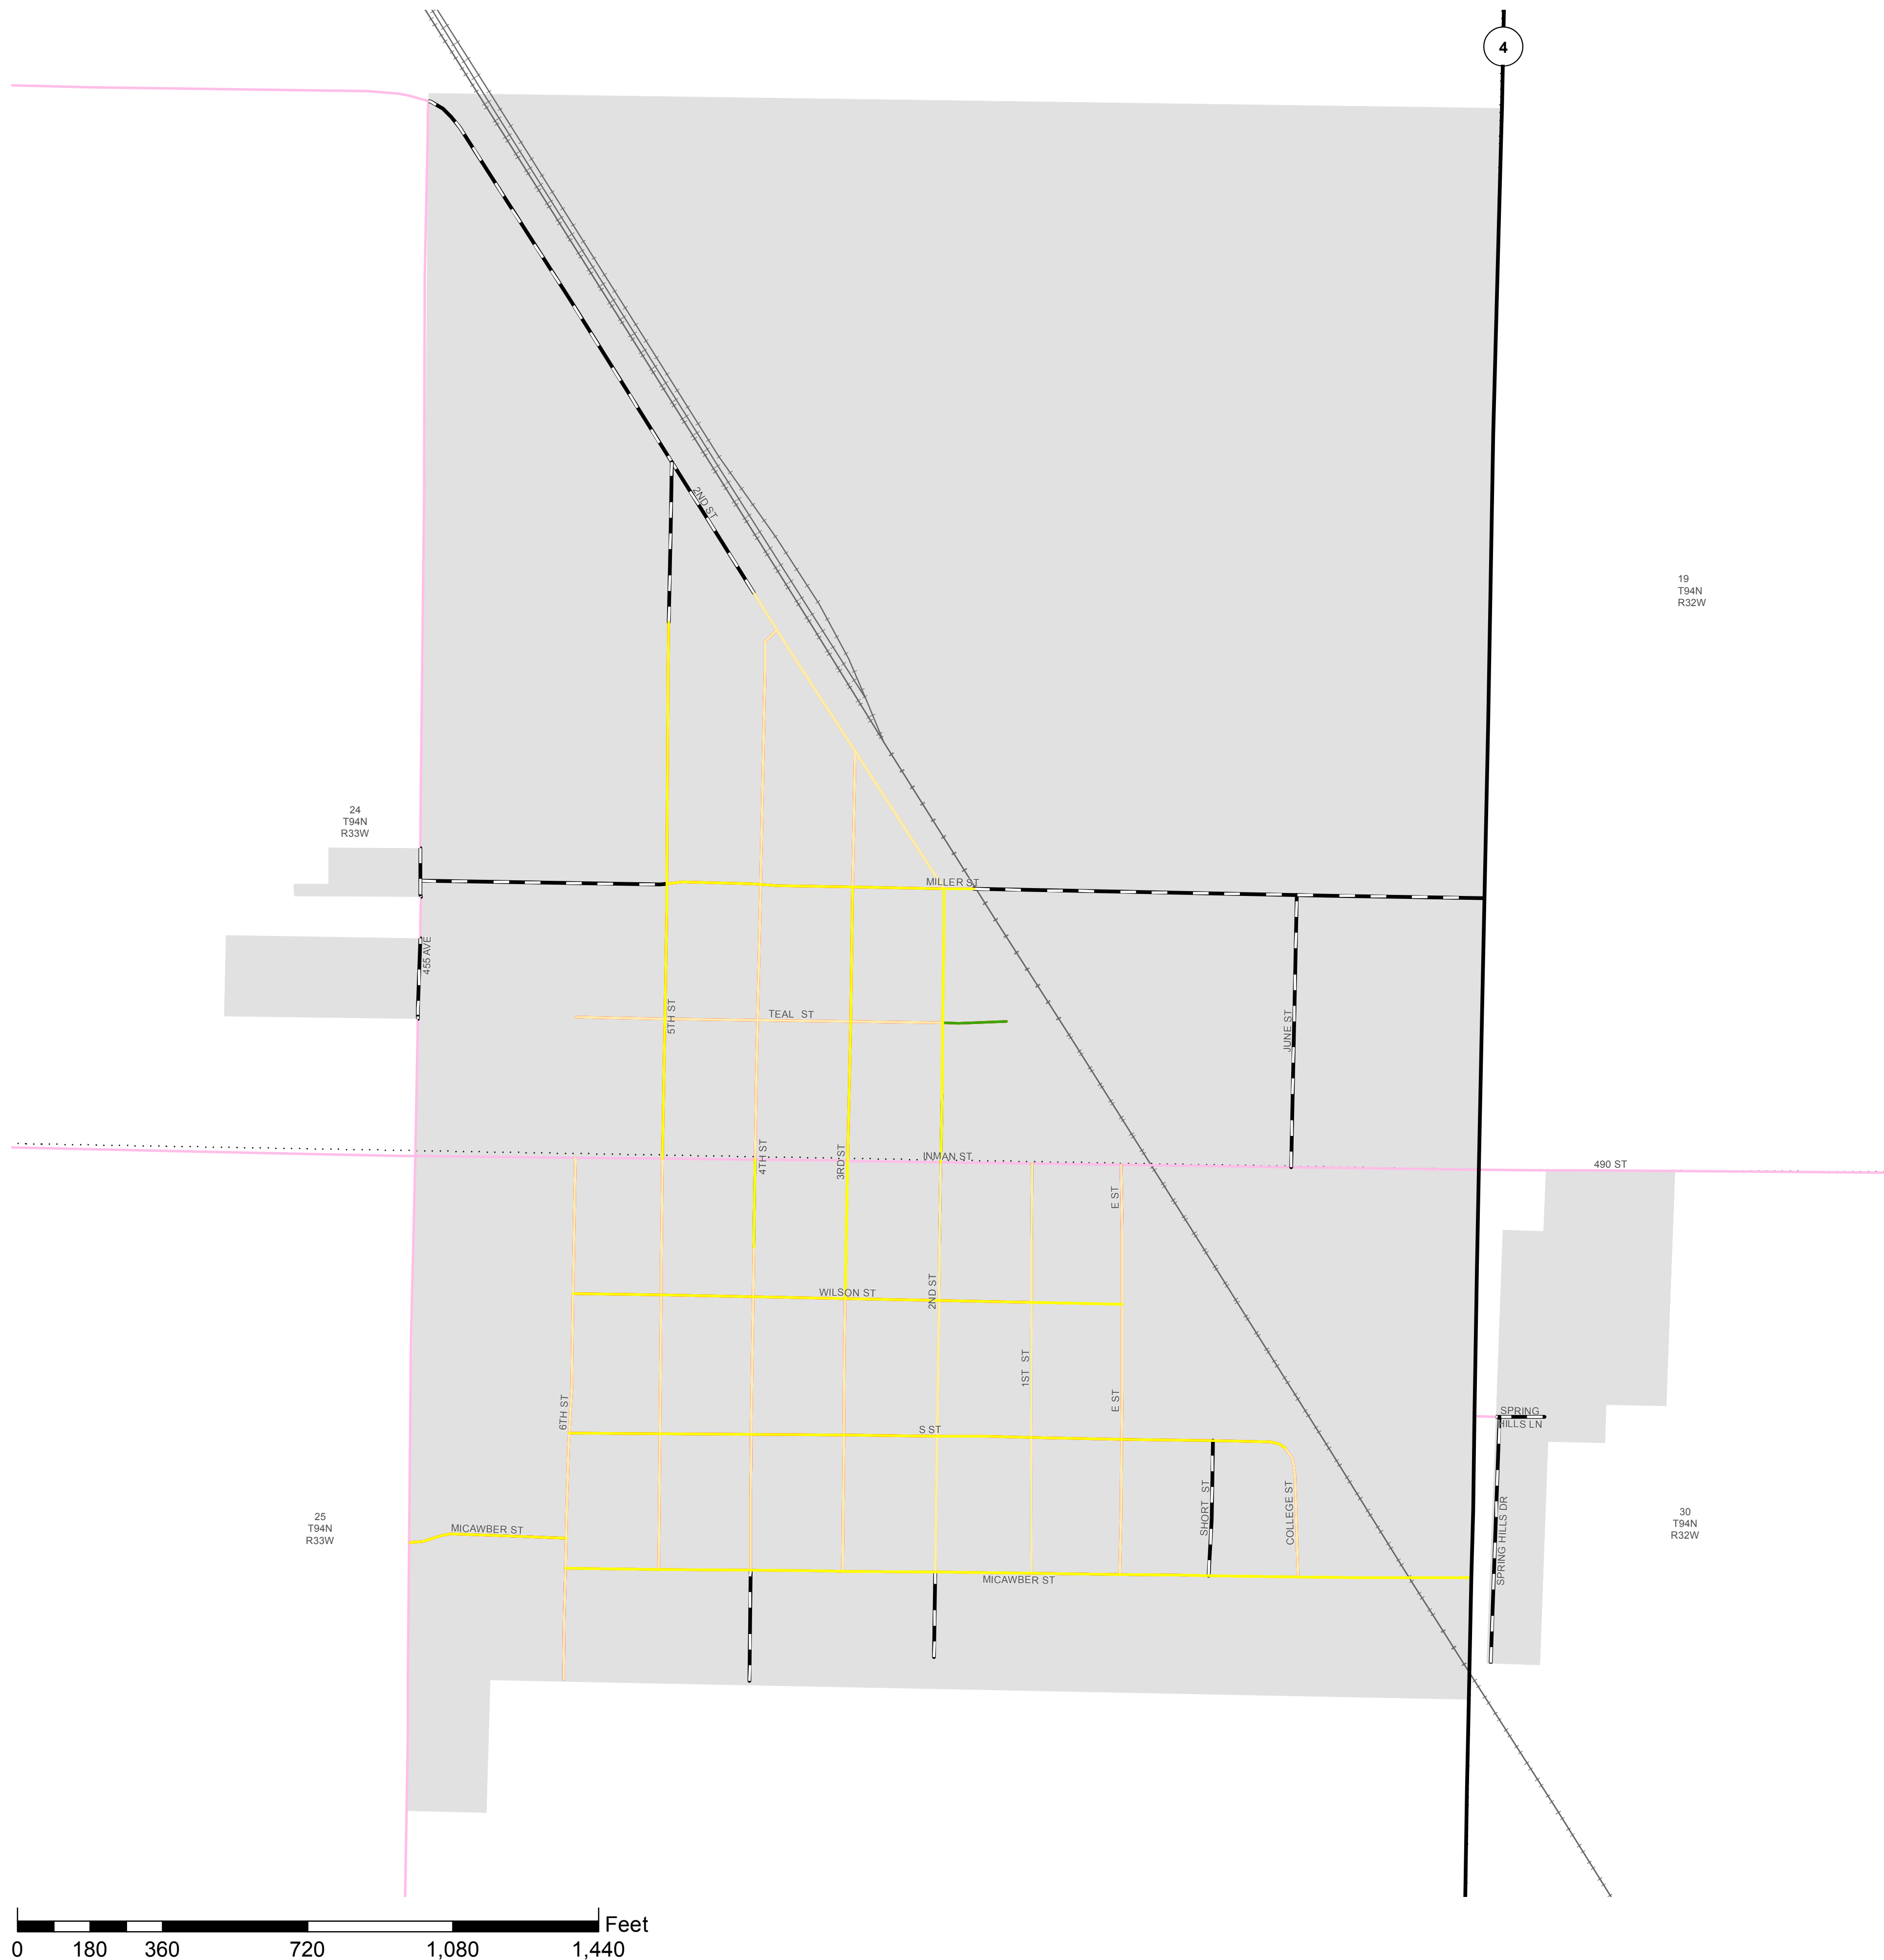 4
2ND ST
19
T94N
R32W
24
T94N
R33W
MILLER ST
455 AVE
5TH ST
TEAL ST
JUNE ST
4TH ST
3RD ST
INMAN ST
490 ST
E ST
WILSON ST
2ND ST
1ST ST
E ST
6TH ST
S ST
SPRING
HILLS LN
SHORT ST
COLLEGE ST
SPRING HILLS DR
25
T94N
R33W
MICAWBER ST
30
T94N
R32W
MICAWBER ST
Feet
0 180 360 720 1,080 1,440